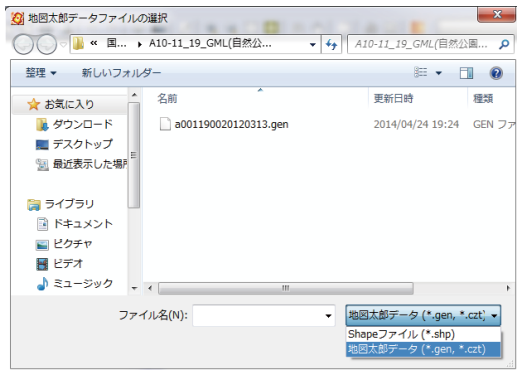 地図太郎データファイルの選択
« 国... ▸ A10-11_19_GML(自然公... A10-11_19_GML(自然公園...
整理 新しいフォルダー
お気に入り
ダウンロード
デスクトップ
最近表示した場所
ライブラリ
ドキュメント
ピクチャ
ビデオ
ミュージック
名前 更新日時 種類
a001190020120313.gen 2014/04/24 19:24 GEN ファ
ファイル名(N): 地図太郎データ (*.gen, *.czt)
Shapeファイル (*.shp)
地図太郎データ (*.gen, *.czt)